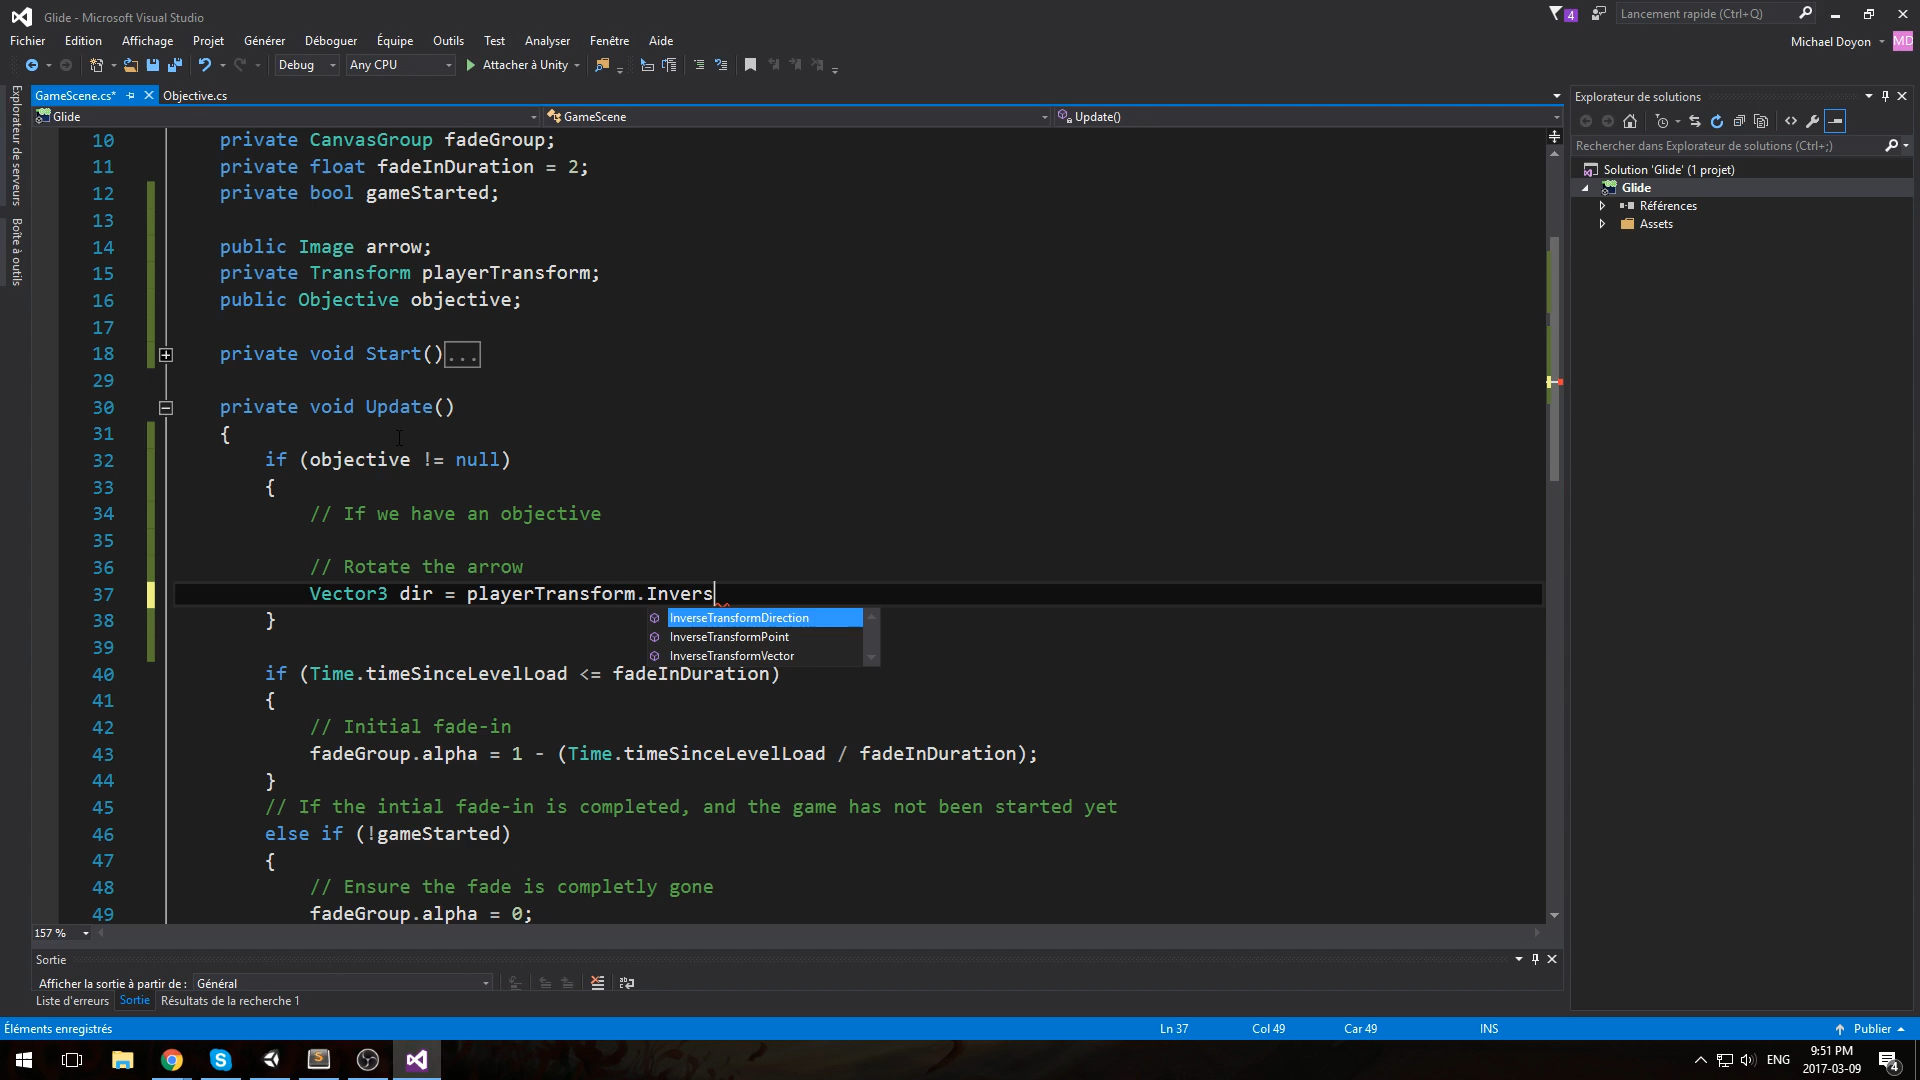 Glide - Microsoft Visual Studio
4
Lancement rapide (Ctrl+Q)
Fichier Edition Affichage Projet Générer Déboguer Équipe Outils Test Analyser Fenêtre Aide
Michael Doyon MD
Debug Any CPU Attacher à Unity
GameScene.cs* Objective.cs
Glide GameScene Update()
Explorateur de serveurs
Boîte à outils
10 private CanvasGroup fadeGroup;
11 private float fadeInDuration = 2;
12 private bool gameStarted;
13
14 public Image arrow;
15 private Transform playerTransform;
16 public Objective objective;
17
18 private void Start()...
29
30 private void Update()
31 {
32 if (objective != null)
33 {
34 // If we have an objective
35
36 // Rotate the arrow
37 Vector3 dir = playerTransform.Invers
InverseTransformDirection
InverseTransformPoint
InverseTransformVector
38 }
39
40 if (Time.timeSinceLevelLoad <= fadeInDuration)
41 {
42 // Initial fade-in
43 fadeGroup.alpha = 1 - (Time.timeSinceLevelLoad / fadeInDuration);
44 }
45 // If the intial fade-in is completed, and the game has not been started yet
46 else if (!gameStarted)
47 {
48 // Ensure the fade is completly gone
49 fadeGroup.alpha = 0;
157 %
Explorateur de solutions
Rechercher dans Explorateur de solutions (Ctrl+;)
Solution 'Glide' (1 projet)
Glide
Références
Assets
Sortie
Afficher la sortie à partir de : Général
Liste d'erreurs Sortie Résultats de la recherche 1
Éléments enregistrés Ln 37 Col 49 Car 49 INS Publier
ENG
9:51 PM
2017-03-09
4